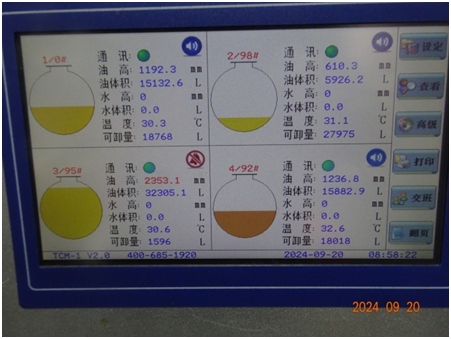 1/0#
通 讯:
油 高: 1192.3 mm
油体积: 15132.6 L
水 高: 0 mm
水体积: 0.0 L
温 度: 30.3 ℃
可卸量: 18768 L
2/98#
通 讯:
油 高: 610.3 mm
油体积: 5926.2 L
水 高: 0 mm
水体积: 0.0 L
温 度: 31.1 ℃
可卸量: 27975 L
3/95#
通 讯:
油 高: 2353.1 mm
油体积: 32305.1 L
水 高: 0 mm
水体积: 0.0 L
温 度: 30.6 ℃
可卸量: 1596 L
4/92#
通 讯:
油 高: 1236.8 mm
油体积: 15882.9 L
水 高: 0 mm
水体积: 0.0 L
温 度: 32.6 ℃
可卸量: 18018 L
设定
查看
高级
打印
交班
翻页
TCM-1 V2.0 400-685-1920 2024-09-20 08:58:22
2024 09 20